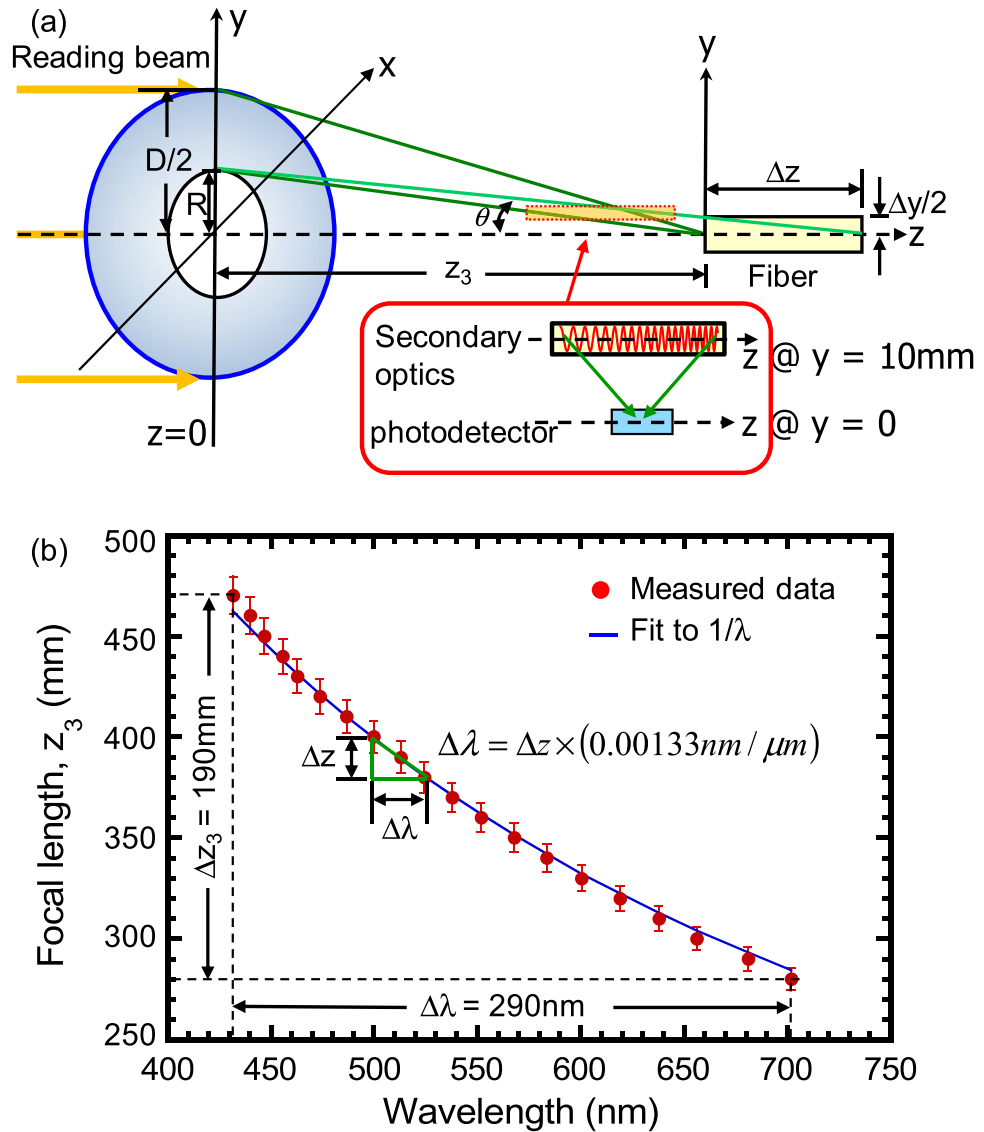 (a)
y
Reading beam
x
y
D/2
R
θ
Δz
Δy/2
z
z3
Fiber
Secondary
optics
z @ y = 10mm
photodetector
z @ y = 0
z=0
(b)
500
Measured data
Fit to 1/λ
450
400
Δλ = Δz × (0.00133nm / μm)
Δz
Δλ
350
Δz3 = 190mm
Focal length, z3 (mm)
300
Δλ = 290nm
250
400 450 500 550 600 650 700 750
Wavelength (nm)